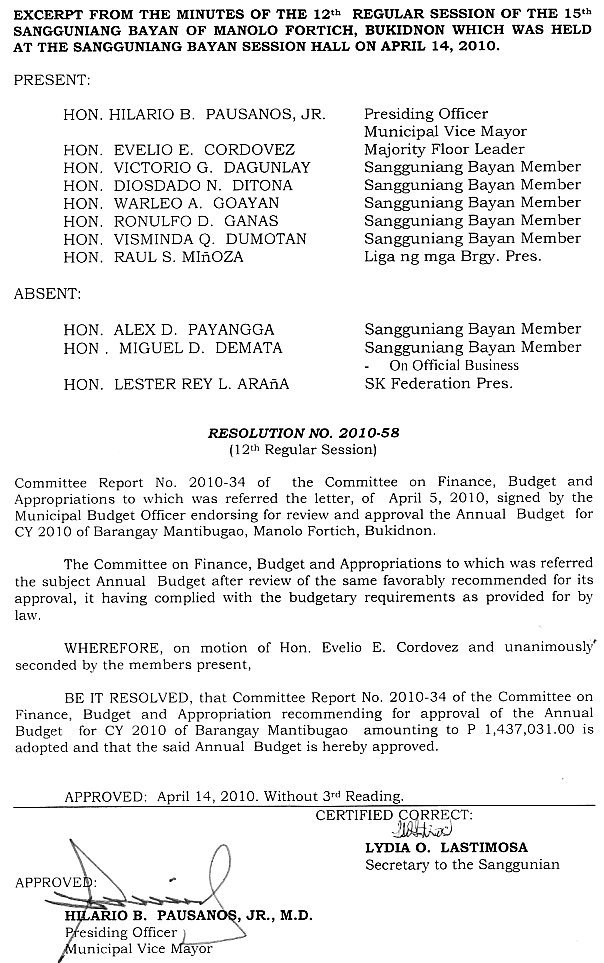 EXCERPT FROM THE MINUTES OF THE 12th REGULAR SESSION OF THE 15th
SANGGUNIANG BAYAN OF MANOLO FORTICH, BUKIDNON WHICH WAS HELD
AT THE SANGGUNIANG BAYAN SESSION HALL ON APRIL 14, 2010.
PRESENT:
HON. HILARIO B. PAUSANOS, JR. Presiding Officer
Municipal Vice Mayor
HON. EVELIO E. CORDOVEZ Majority Floor Leader
HON. VICTORIO G. DAGUNLAY Sangguniang Bayan Member
HON. DIOSDADO N. DITONA Sangguniang Bayan Member
HON. WARLEO A. GOAYAN Sangguniang Bayan Member
HON. RONULFO D. GANAS Sangguniang Bayan Member
HON. VISMINDA Q. DUMOTAN Sangguniang Bayan Member
HON. RAUL S. MIñOZA Liga ng mga Brgy. Pres.
ABSENT:
HON. ALEX D. PAYANGGA Sangguniang Bayan Member
HON . MIGUEL D. DEMATA Sangguniang Bayan Member
- On Official Business
HON. LESTER REY L. ARAñA SK Federation Pres.
RESOLUTION NO. 2010-58
(12th Regular Session)
Committee Report No. 2010-34 of the Committee on Finance, Budget and
Appropriations to which was referred the letter, of April 5, 2010, signed by the
Municipal Budget Officer endorsing for review and approval the Annual Budget for
CY 2010 of Barangay Mantibugao, Manolo Fortich, Bukidnon.
The Committee on Finance, Budget and Appropriations to which was referred
the subject Annual Budget after review of the same favorably recommended for its
approval, it having complied with the budgetary requirements as provided for by
law.
WHEREFORE, on motion of Hon. Evelio E. Cordovez and unanimously
seconded by the members present,
BE IT RESOLVED, that Committee Report No. 2010-34 of the Committee on
Finance, Budget and Appropriation recommending for approval of the Annual
Budget for CY 2010 of Barangay Mantibugao amounting to P 1,437,031.00 is
adopted and that the said Annual Budget is hereby approved.
APPROVED: April 14, 2010. Without 3rd Reading.
CERTIFIED CORRECT:
LYDIA O. LASTIMOSA
Secretary to the Sanggunian
APPROVED:
HILARIO B. PAUSANOS, JR., M.D.
Presiding Officer
Municipal Vice Mayor